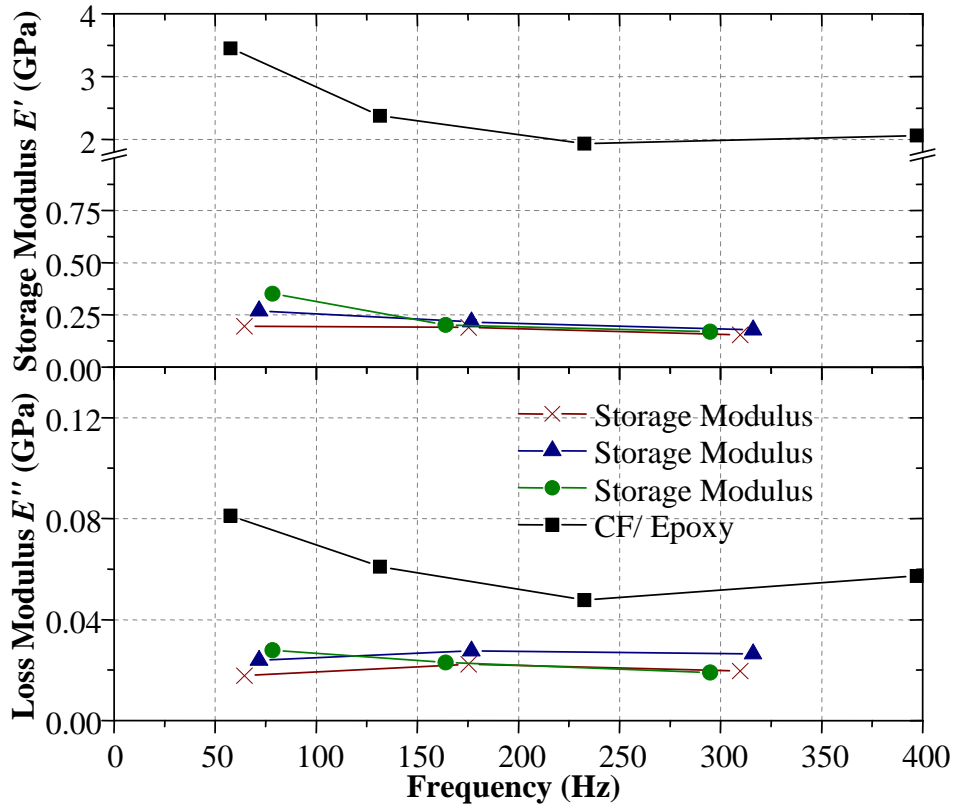 Storage Modulus E' (GPa)
4
3
2
0.75
0.50
0.25
0.00
Loss Modulus E'' (GPa)
0.12
0.08
0.04
0.00
Storage Modulus
Storage Modulus
Storage Modulus
CF/ Epoxy
0 50 100 150 200 250 300 350 400
Frequency (Hz)